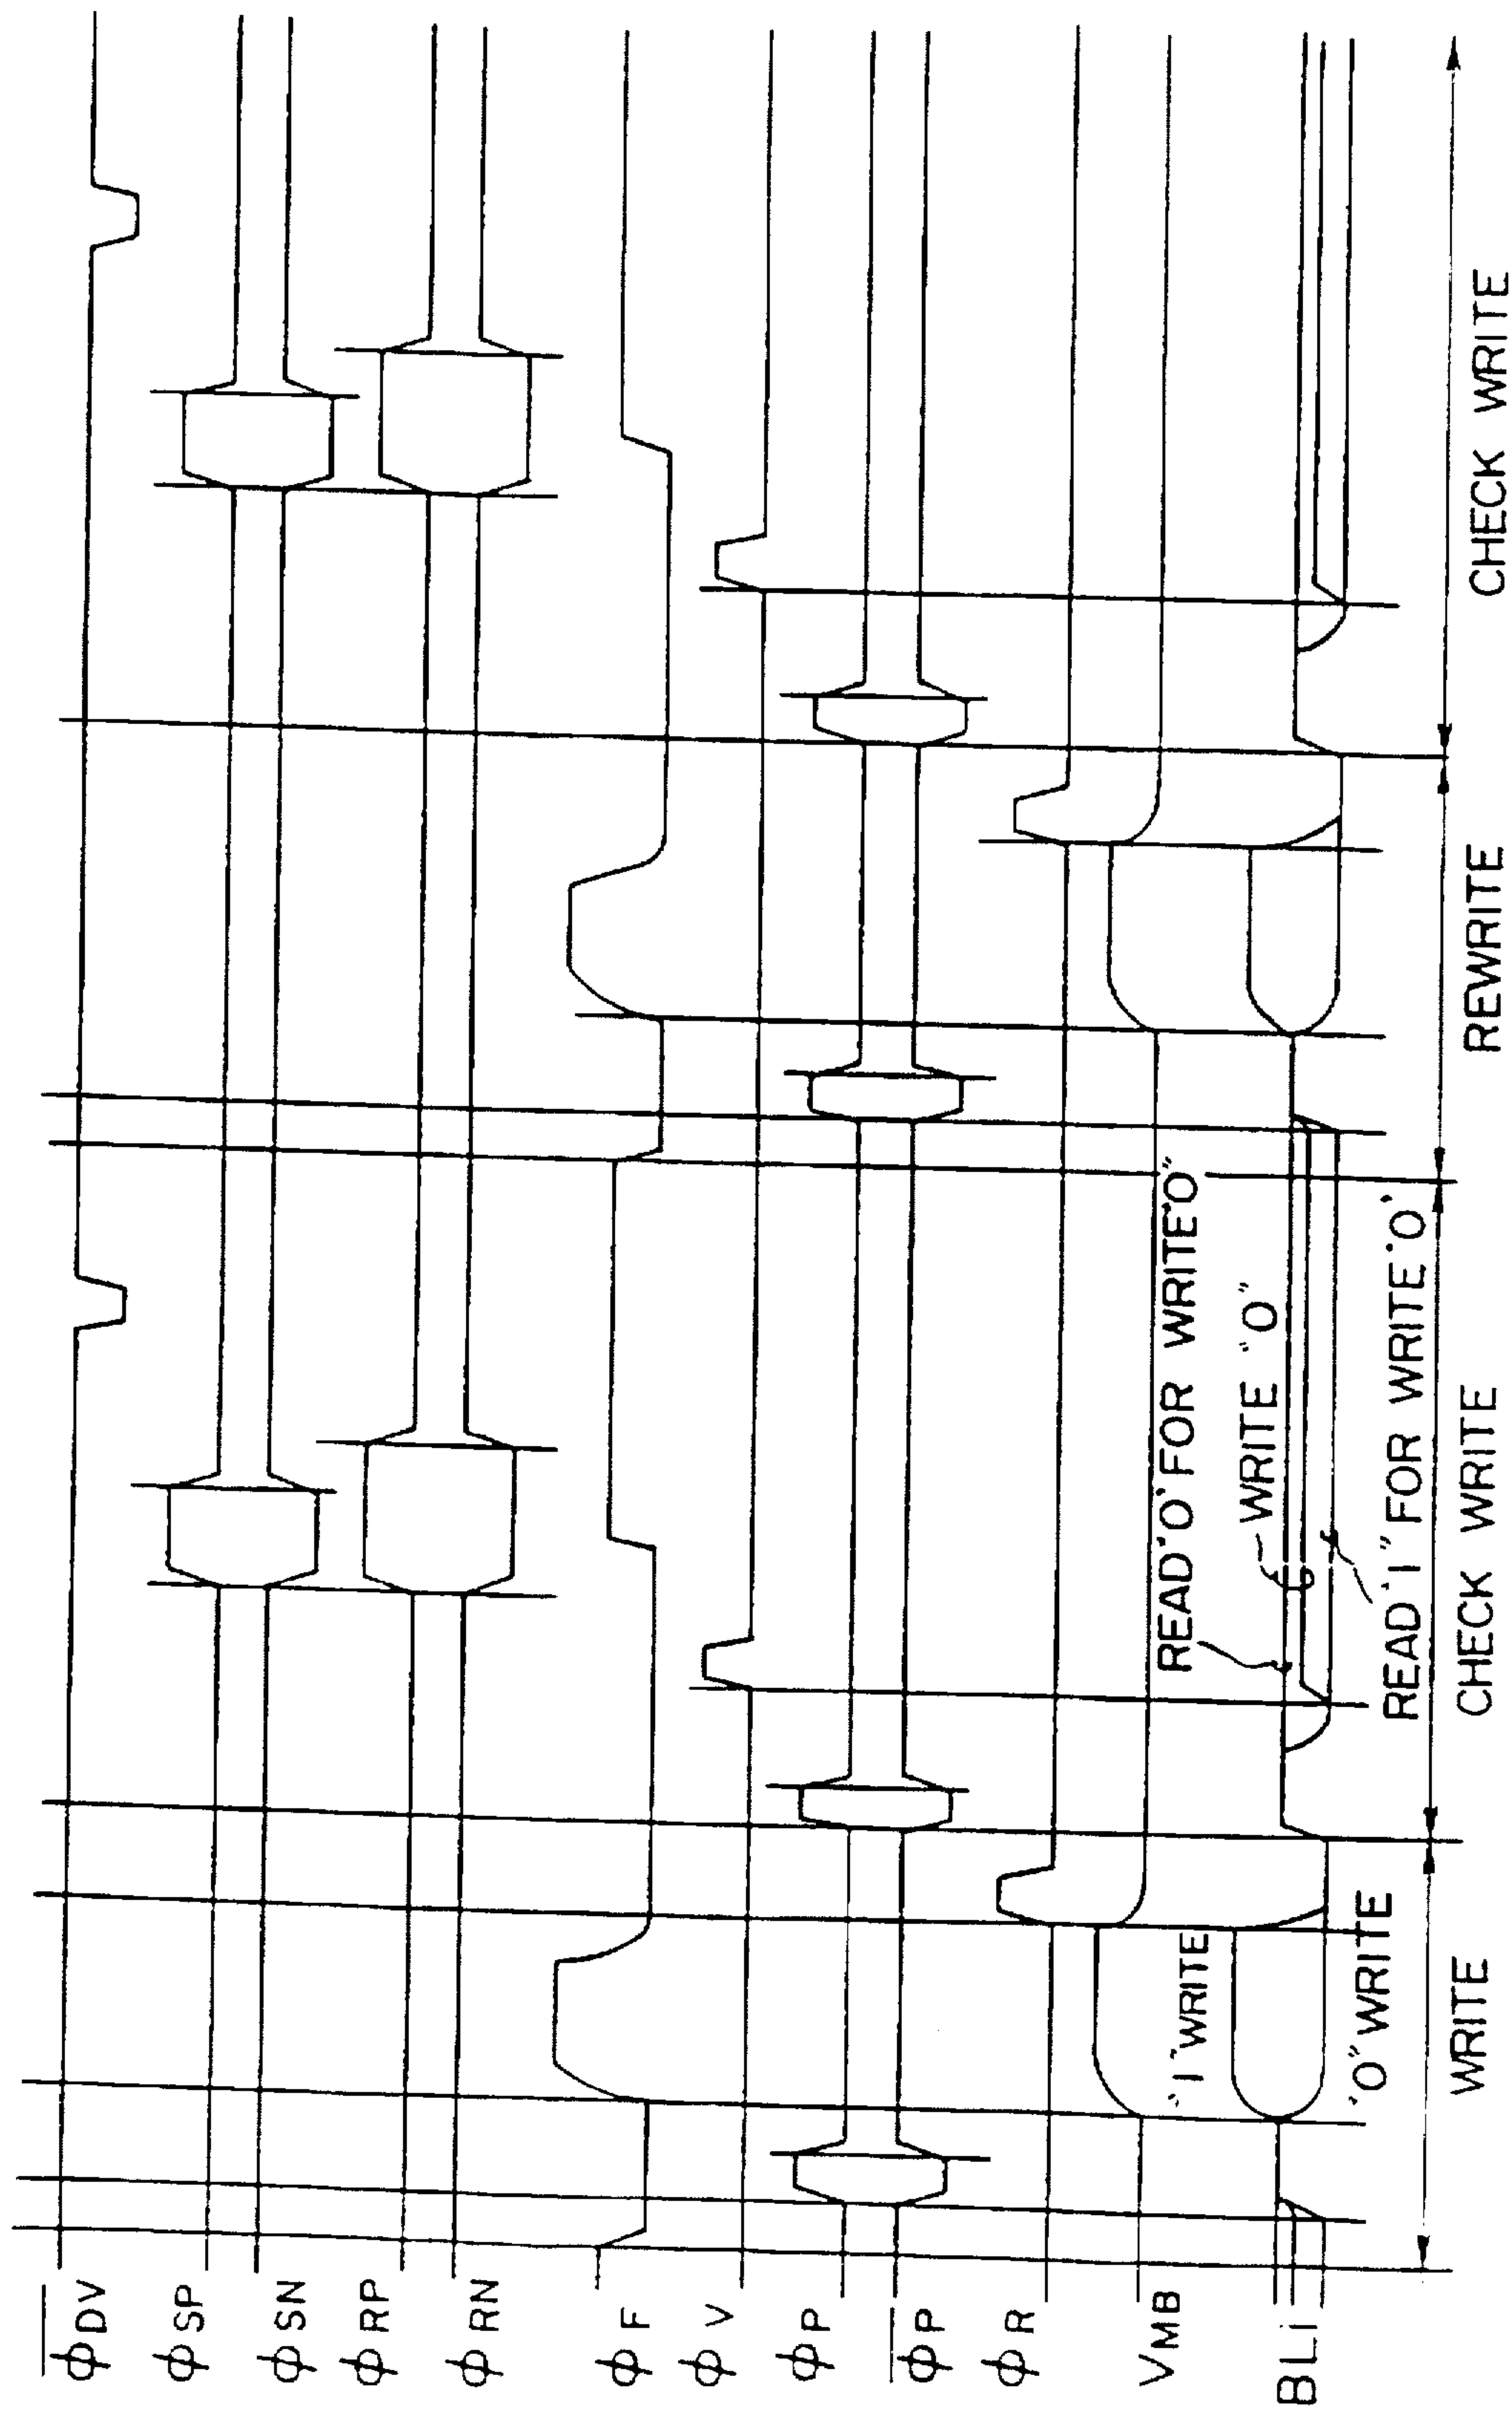 φDV
φSP
φSN
φRP
φRN
φF
φV
φP
φP
φR
VMB
BLi
"1" WRITE
"0" WRITE
READ "0" FOR WRITE "0"
WRITE "0"
READ "1" FOR WRITE "0"
WRITE
CHECK WRITE
REWRITE
CHECK WRITE